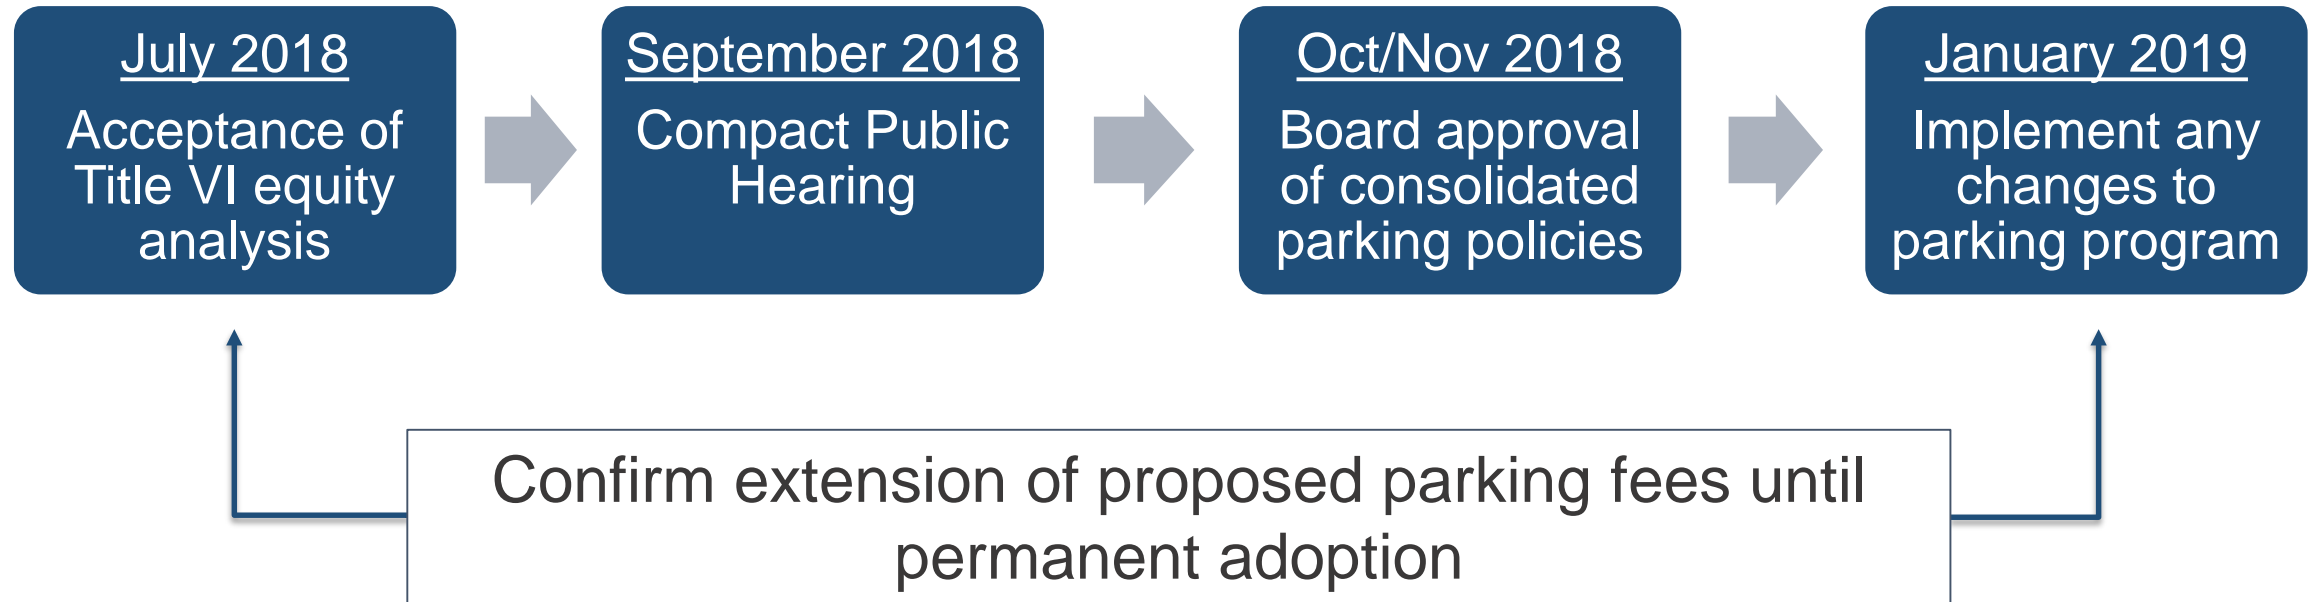 July 2018
Acceptance of
Title VI equity
analysis
September 2018
Compact Public
Hearing
Oct/Nov 2018
Board approval
of consolidated
parking policies
January 2019
Implement any
changes to
parking program
Confirm extension of proposed parking fees until
permanent adoption